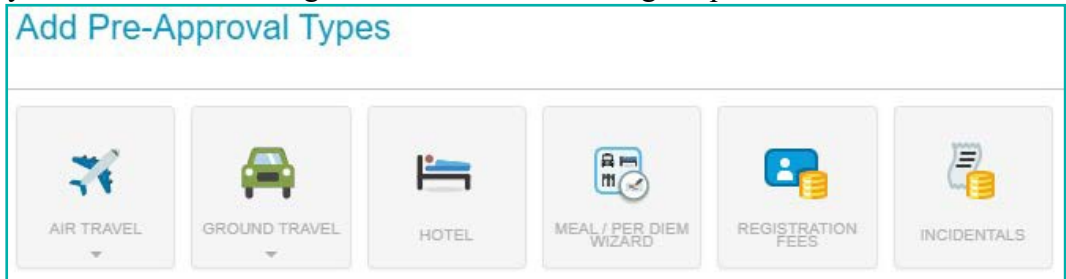 Add Pre-Approval Types
AIR TRAVEL
GROUND TRAVEL
HOTEL
MEAL / PER DIEM
WIZARD
REGISTRATION
FEES
INCIDENTALS